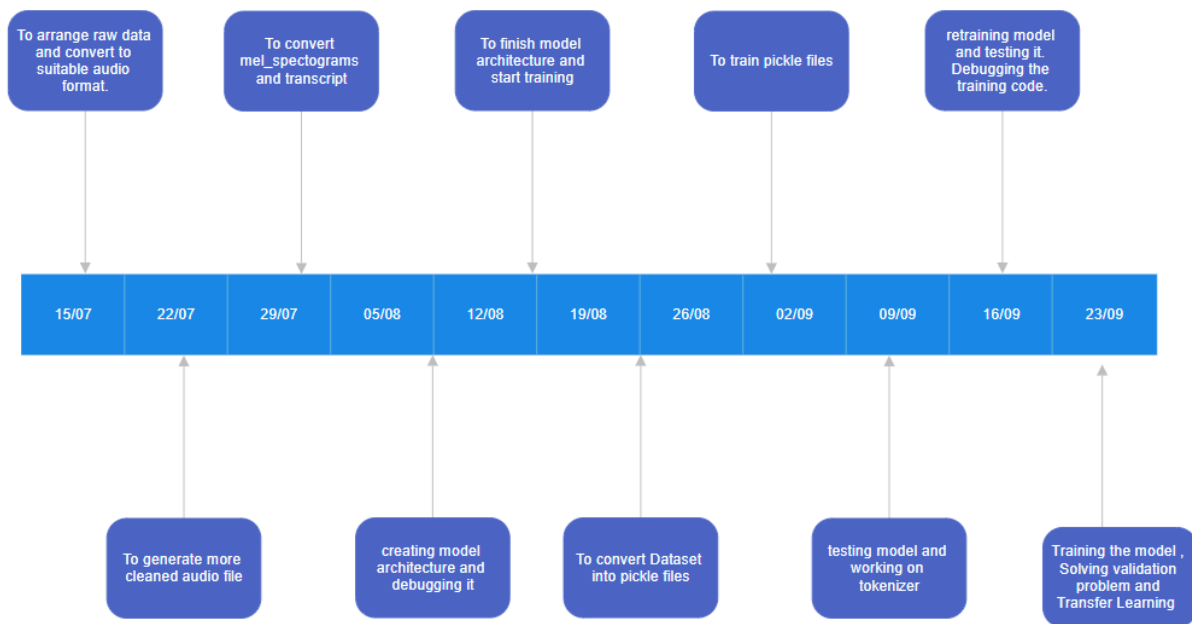 To arrange raw data
and convert to
suitable audio
format.
To convert
mel_spectograms
and transcript
To finish model
architecture and
start training
To train pickle files
retraining model
and testing it.
Debugging the
training code.
15/07
22/07
29/07
05/08
12/08
19/08
26/08
02/09
09/09
16/09
23/09
To generate more
cleaned audio file
creating model
architecture and
debugging it
To convert Dataset
into pickle files
testing model and
working on
tokenizer
Training the model ,
Solving validation
problem and
Transfer Learning